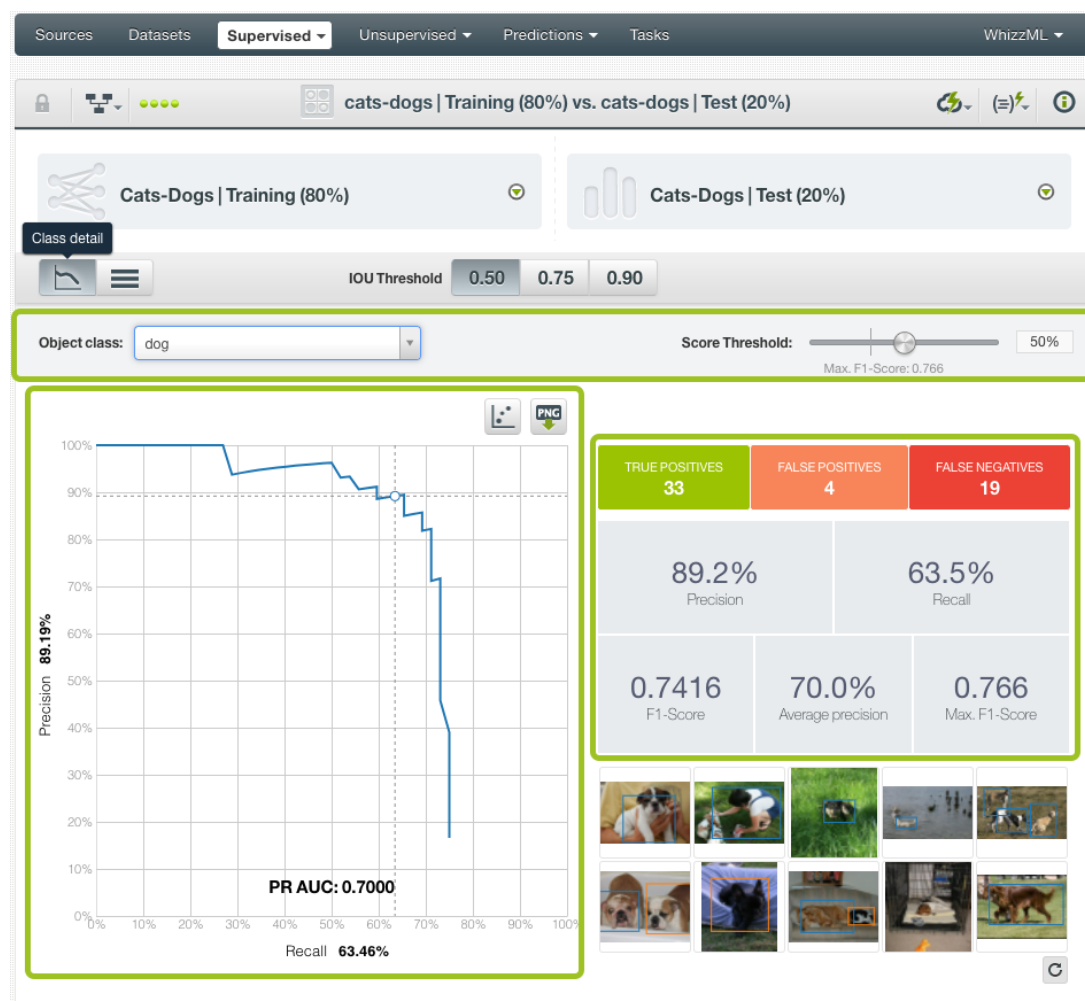 Sources Datasets Supervised Unsupervised Predictions Tasks WhizzML
cats-dogs | Training (80%) vs. cats-dogs | Test (20%)
Cats-Dogs | Training (80%)
Cats-Dogs | Test (20%)
Class detail
IOU Threshold 0.50 0.75 0.90
Object class: dog
Score Threshold: 50%
Max. F1-Score: 0.766
PNG
100%
90%
80%
70%
60%
50%
40%
30%
20%
10%
0%
Precision 89.19%
PR AUC: 0.7000
0% 10% 20% 30% 40% 50% 60% 70% 80% 90% 100%
Recall 63.46%
TRUE POSITIVES
33
FALSE POSITIVES
4
FALSE NEGATIVES
19
89.2%
Precision
63.5%
Recall
0.7416
F1-Score
70.0%
Average precision
0.766
Max. F1-Score